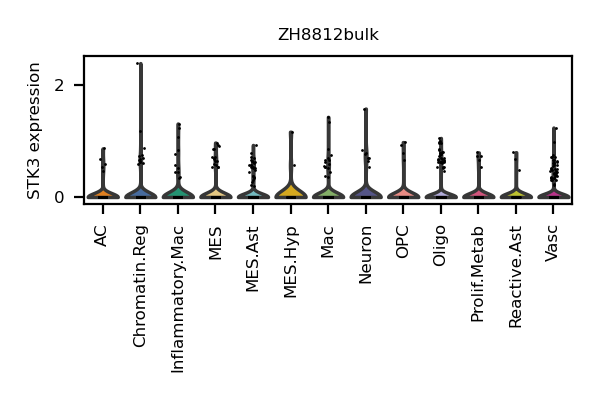 ZH8812bulk
STK3 expression
2
0
AC
Chromatin.Reg
Inflammatory.Mac
MES
MES.Ast
MES.Hyp
Mac
Neuron
OPC
Oligo
Prolif.Metab
Reactive.Ast
Vasc